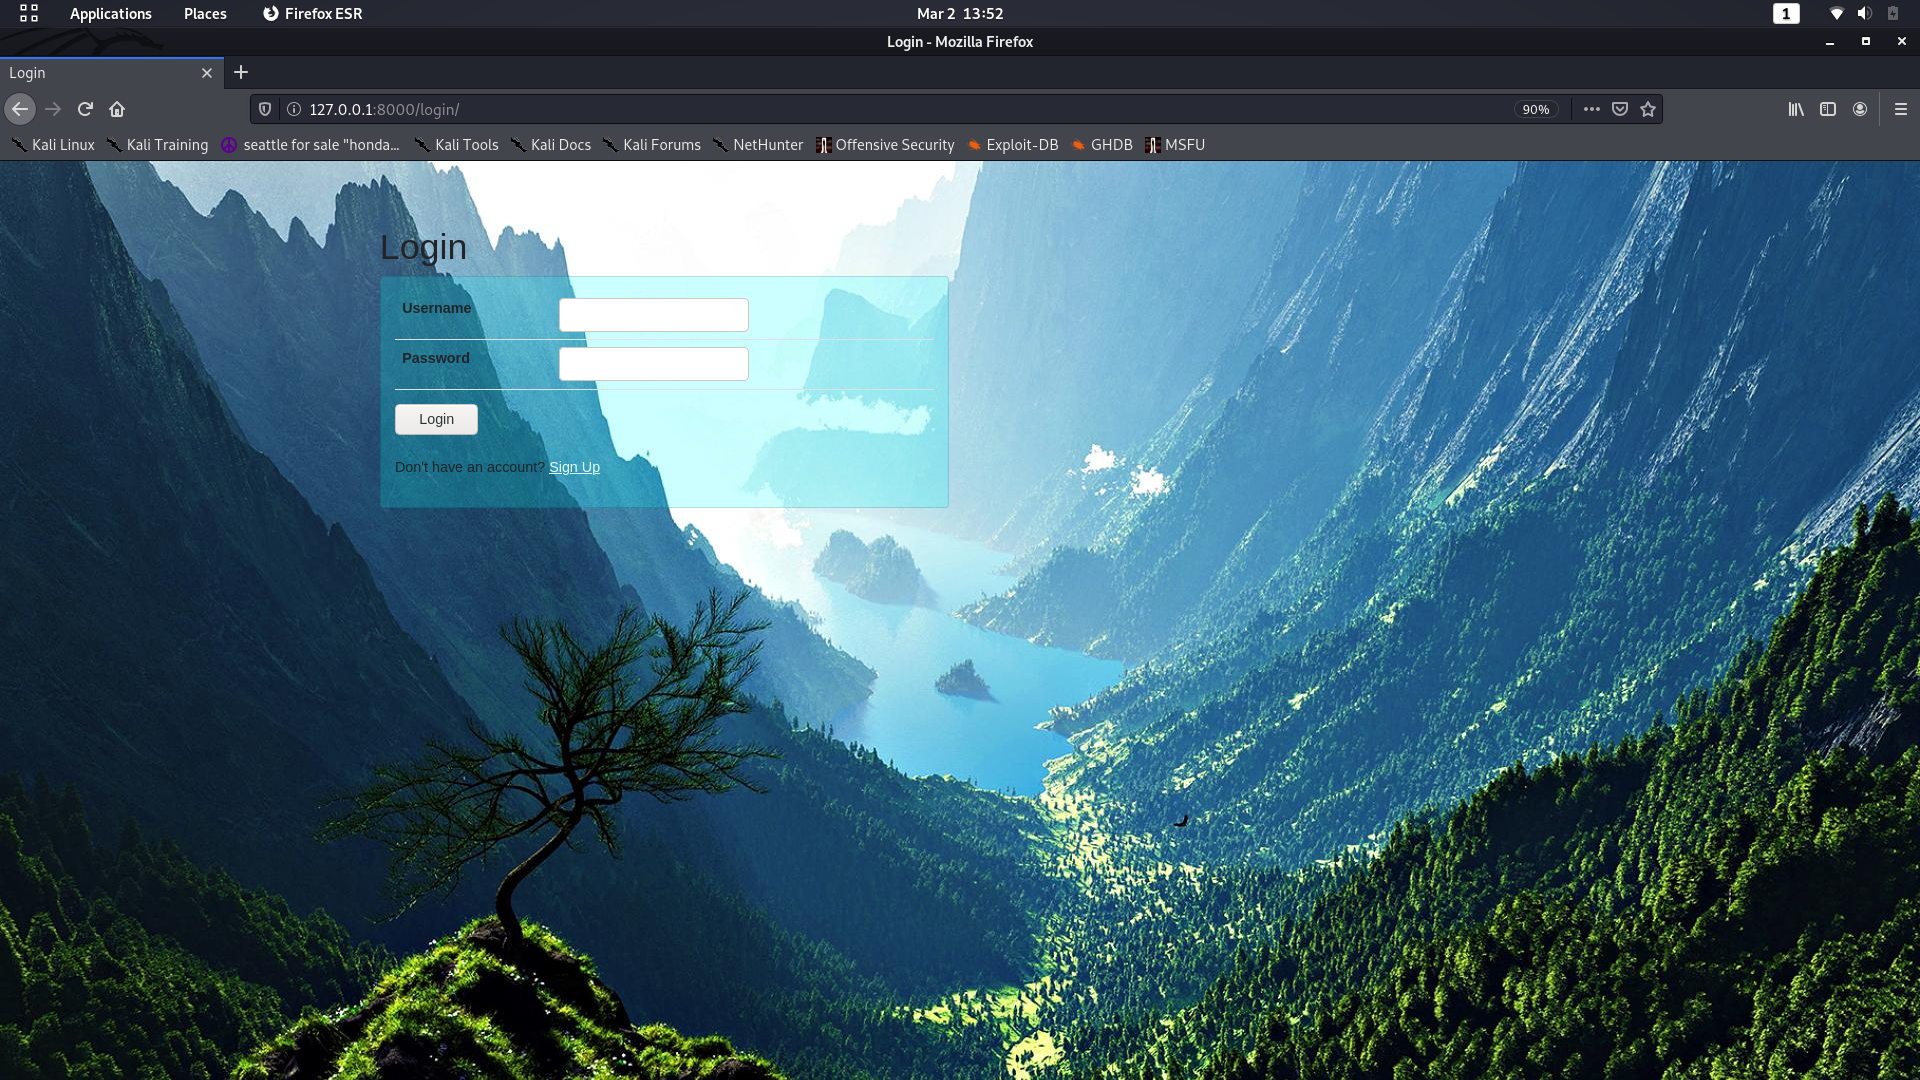 Applications Places Firefox ESR Mar 2 13:52 1
Login - Mozilla Firefox
Login
127.0.0.1:8000/login/ 90%
Kali Linux Kali Training seattle for sale "honda... Kali Tools Kali Docs Kali Forums NetHunter Offensive Security Exploit-DB GHDB MSFU
Login
Username
Password
Login
Don't have an account? Sign Up